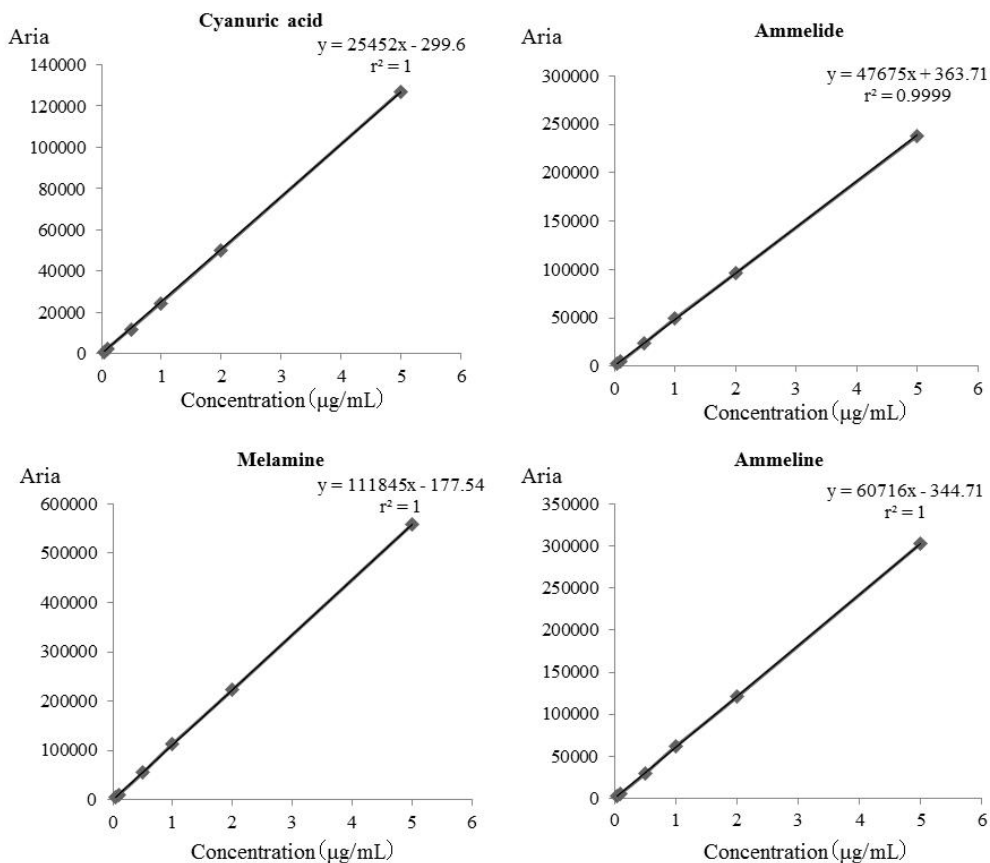 Cyanuric acid
Aria
y = 25452x - 299.6
r² = 1
140000
120000
100000
80000
60000
40000
20000
0
0 1 2 3 4 5 6
Concentration (µg/mL)
Ammelide
Aria
y = 47675x + 363.71
r² = 0.9999
300000
250000
200000
150000
100000
50000
0
0 1 2 3 4 5 6
Concentration (µg/mL)
Melamine
Aria
y = 111845x - 177.54
r² = 1
600000
500000
400000
300000
200000
100000
0
0 1 2 3 4 5 6
Concentration (µg/mL)
Ammeline
Aria
y = 60716x - 344.71
r² = 1
350000
300000
250000
200000
150000
100000
50000
0
0 1 2 3 4 5 6
Concentration (µg/mL)